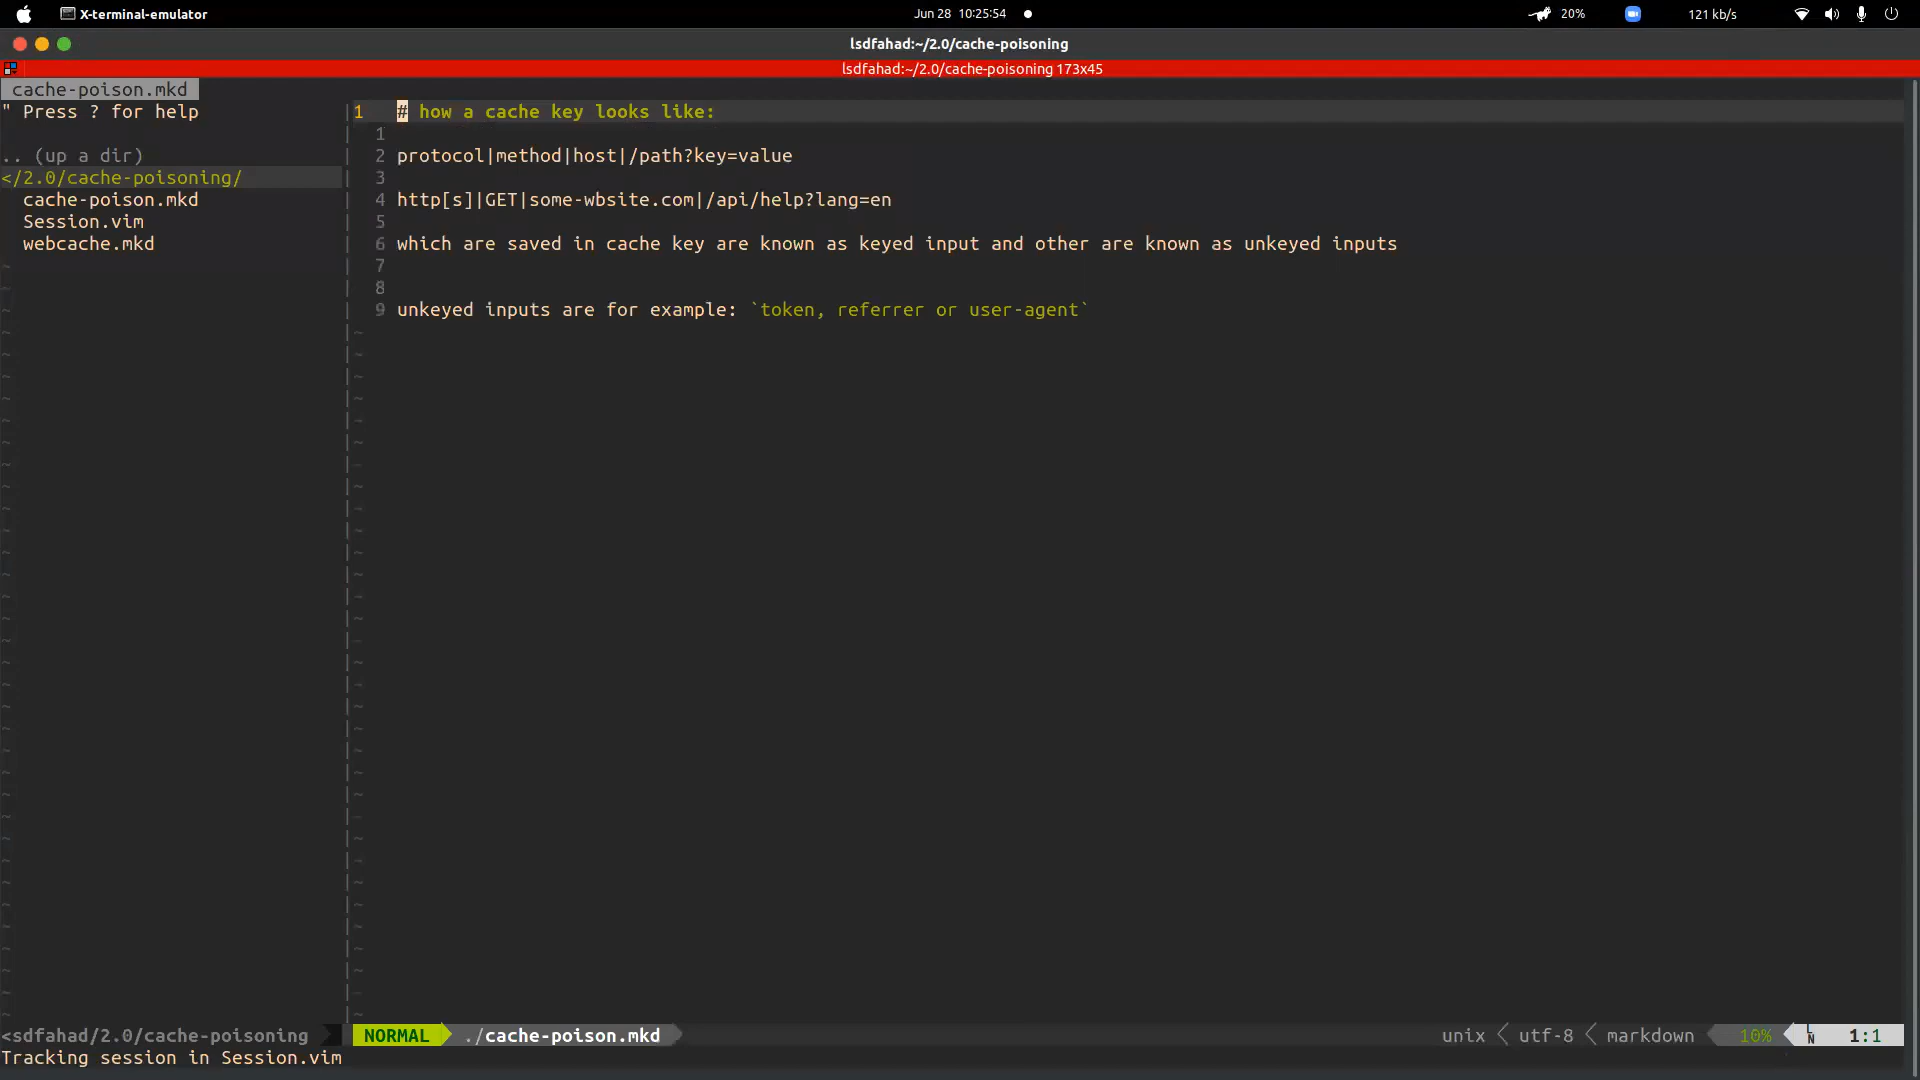 X-terminal-emulator
Jun 28 10:25:54
20%
121 kb/s
lsdfahad:~/2.0/cache-poisoning
lsdfahad:~/2.0/cache-poisoning 173x45
cache-poison.mkd
" Press ? for help
.. (up a dir)
</2.0/cache-poisoning/
cache-poison.mkd
Session.vim
webcache.mkd
1 # how a cache key looks like:
1
2 protocol|method|host|/path?key=value
3
4 http[s]|GET|some-wbsite.com|/api/help?lang=en
5
6 which are saved in cache key are known as keyed input and other are known as unkeyed inputs
7
8
9 unkeyed inputs are for example: `token, referrer or user-agent`
<sdfahad/2.0/cache-poisoning
NORMAL ./cache-poison.mkd
unix utf-8 markdown 10% LN 1:1
Tracking session in Session.vim